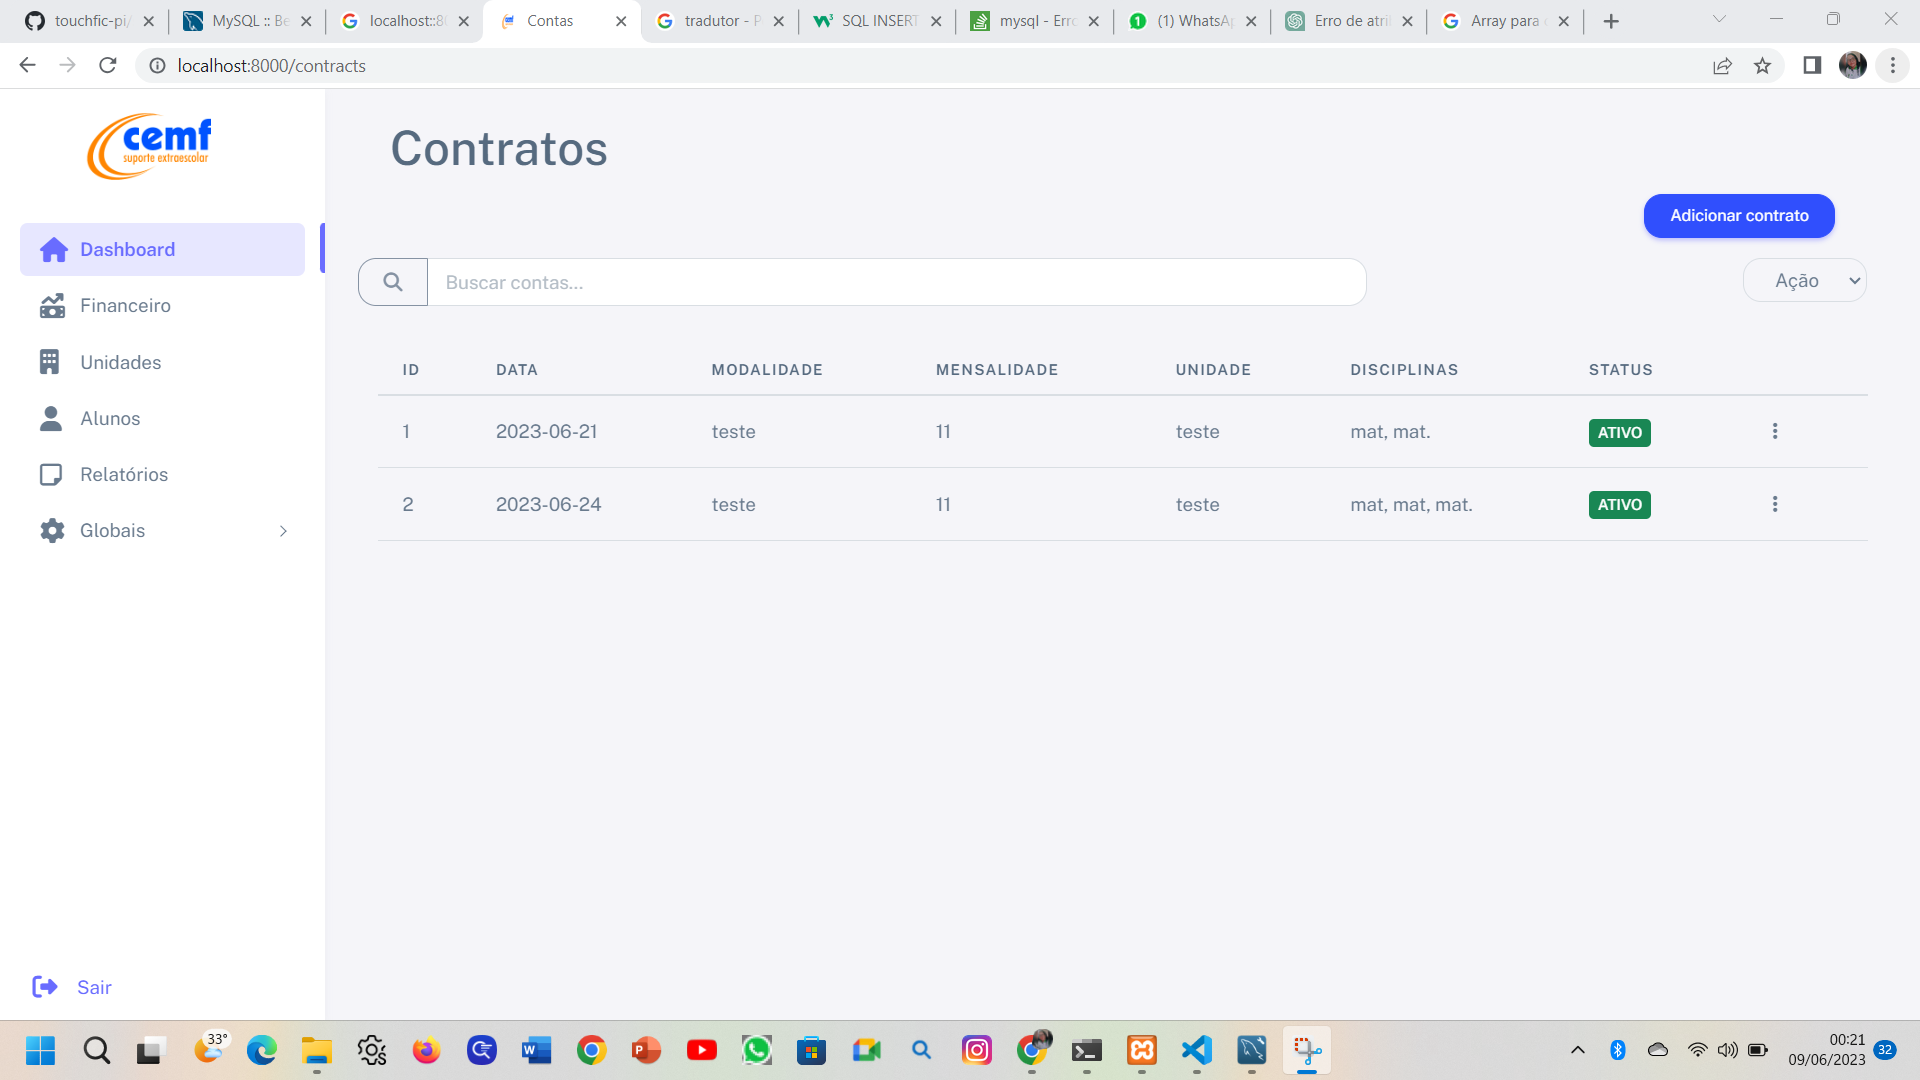 touchfic-pi/
MySQL :: Be
localhost::8
Contas
tradutor - P
SQL INSERT
mysql - Erro
(1) WhatsAp
Erro de atri
Array para
localhost:8000/contracts
cemf
suporte extraescolar
Contratos
Adicionar contrato
Dashboard
Buscar contas...
Ação
Financeiro
Unidades
Alunos
Relatórios
Globais
ID DATA MODALIDADE MENSALIDADE UNIDADE DISCIPLINAS STATUS
1 2023-06-21 teste 11 teste mat, mat. ATIVO
2 2023-06-24 teste 11 teste mat, mat, mat. ATIVO
Sair
33°
00:21
09/06/2023
32